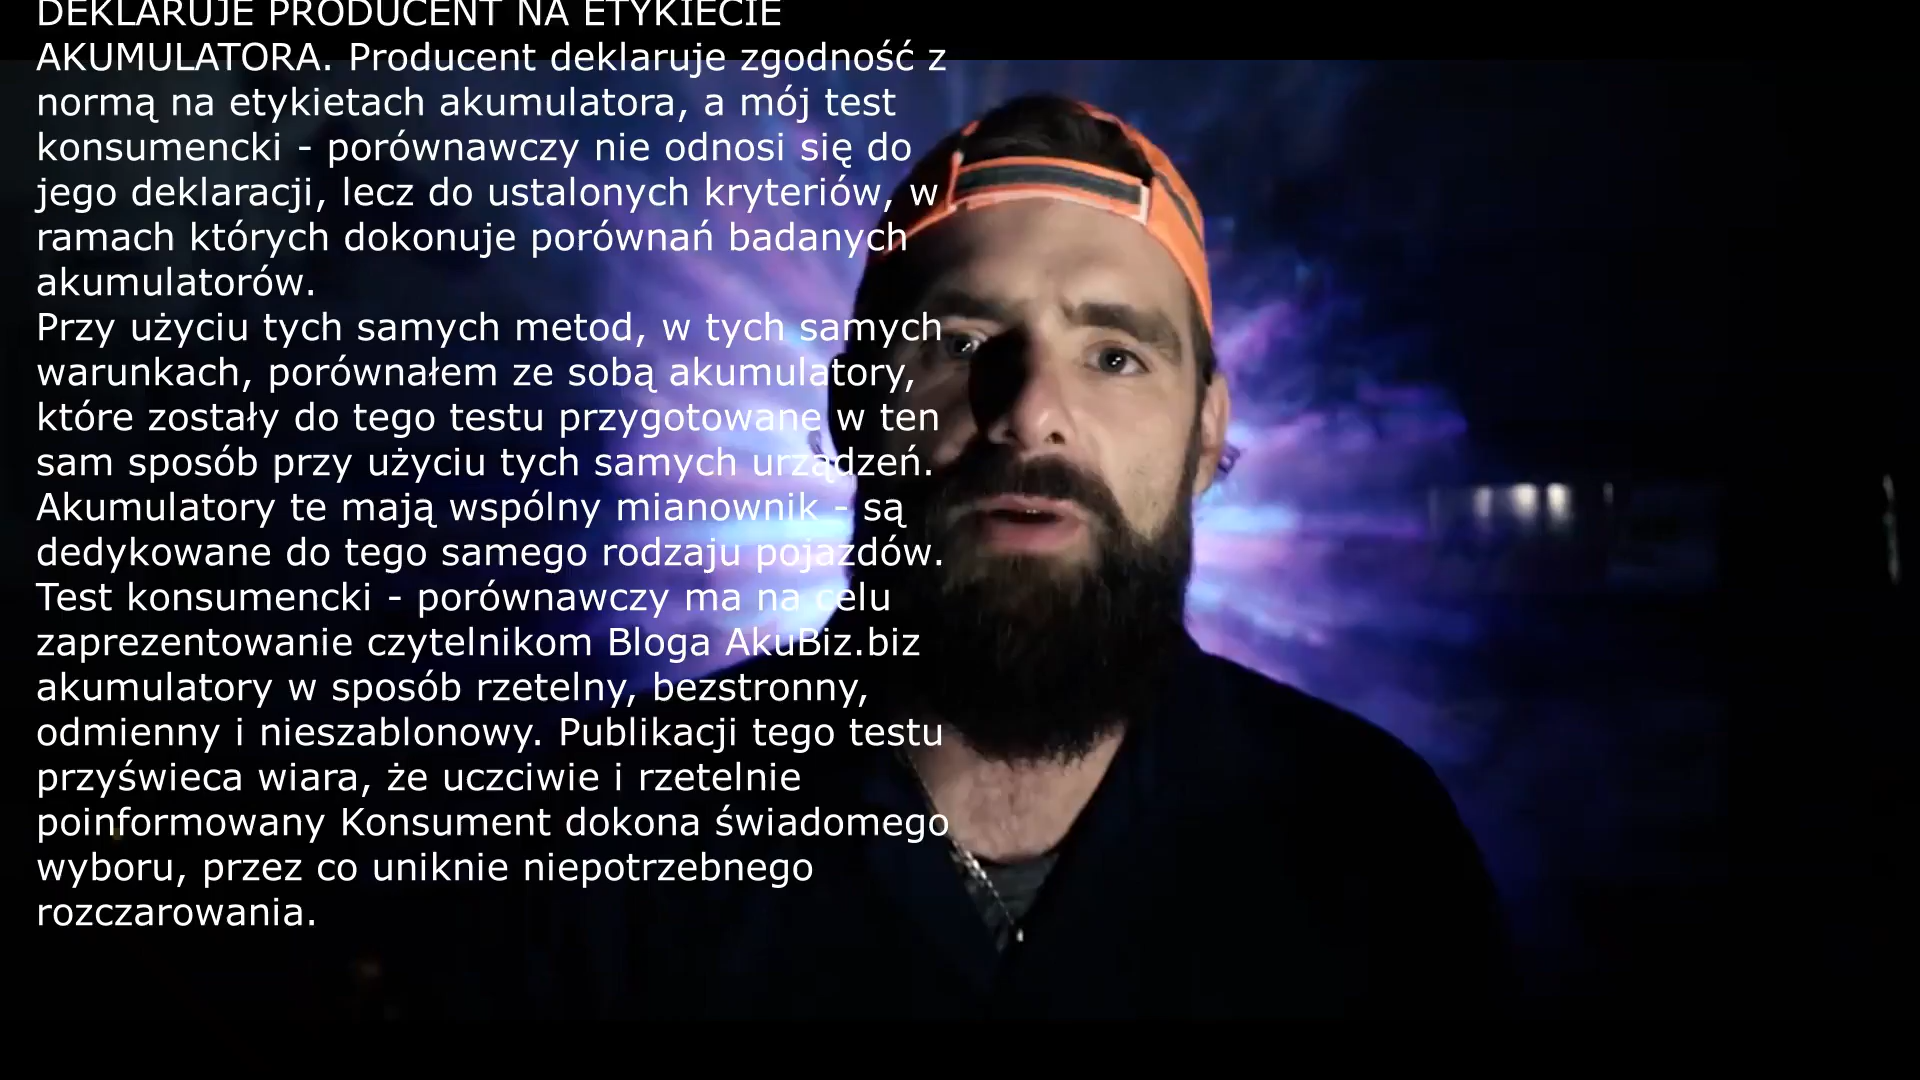 DEKLARUJE PRODUCENT NA ETYKIECIE
AKUMULATORA. Producent deklaruje zgodność z
normą na etykietach akumulatora, a mój test
konsumencki - porównawczy nie odnosi się do
jego deklaracji, lecz do ustalonych kryteriów, w
ramach których dokonuje porównań badanych
akumulatorów.
Przy użyciu tych samych metod, w tych samych
warunkach, porównałem ze sobą akumulatory,
które zostały do tego testu przygotowane w ten
sam sposób przy użyciu tych samych urządzeń.
Akumulatory te mają wspólny mianownik - są
dedykowane do tego samego rodzaju pojazdów.
Test konsumencki - porównawczy ma na celu
zaprezentowanie czytelnikom Bloga AkuBiz.biz
akumulatory w sposób rzetelny, bezstronny,
odmienny i nieszablonowy. Publikacji tego testu
przyświeca wiara, że uczciwie i rzetelnie
poinformowany Konsument dokona świadomego
wyboru, przez co uniknie niepotrzebnego
rozczarowania.